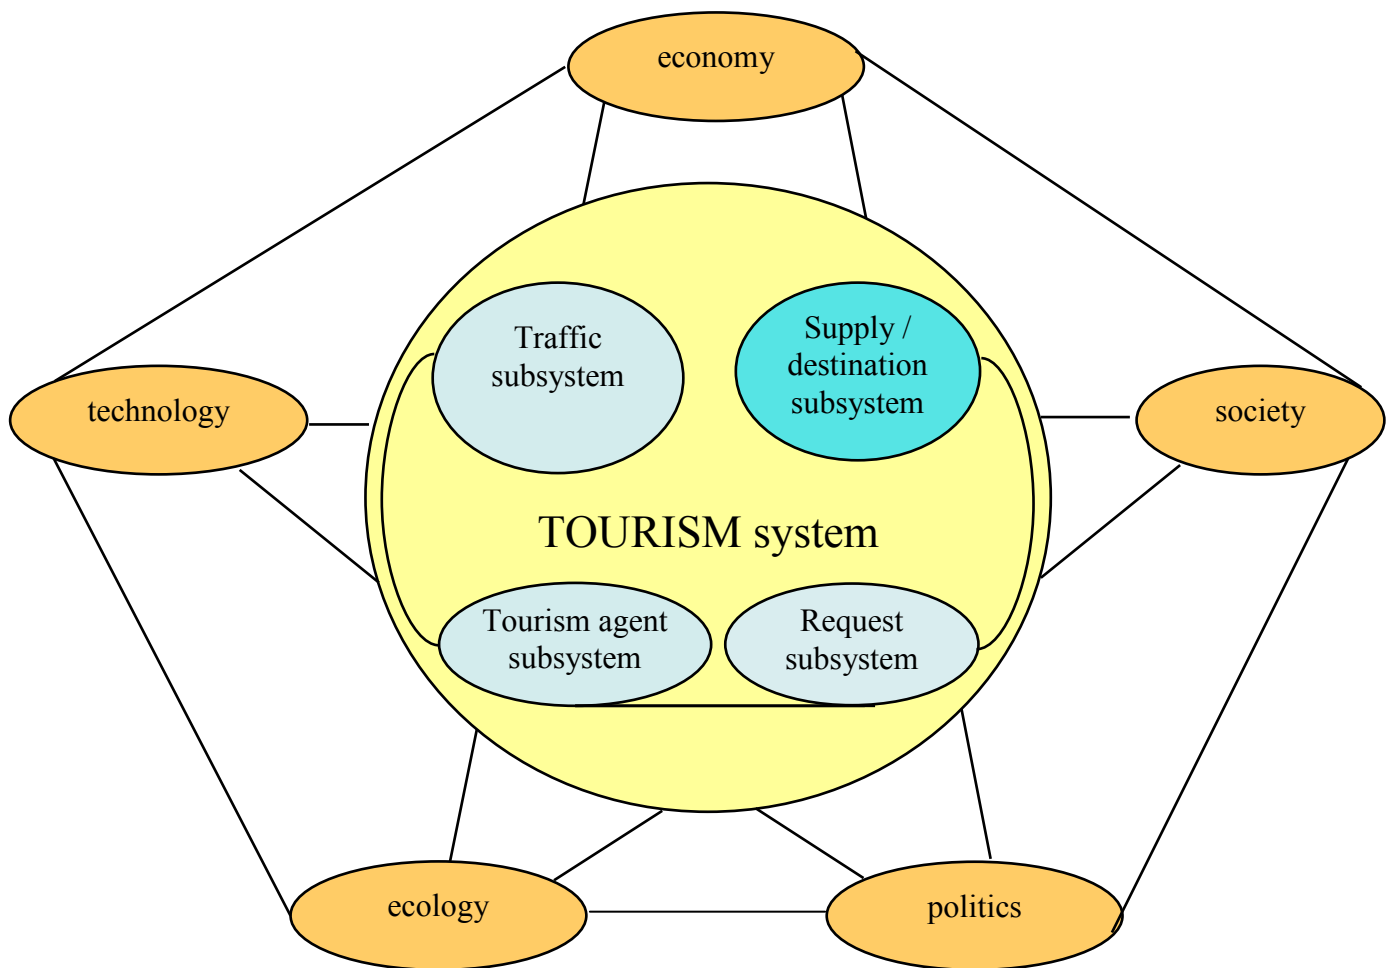 economy
Traffic
subsystem
Supply /
destination
subsystem
technology
society
TOURISM system
Tourism agent
subsystem
Request
subsystem
ecology
politics